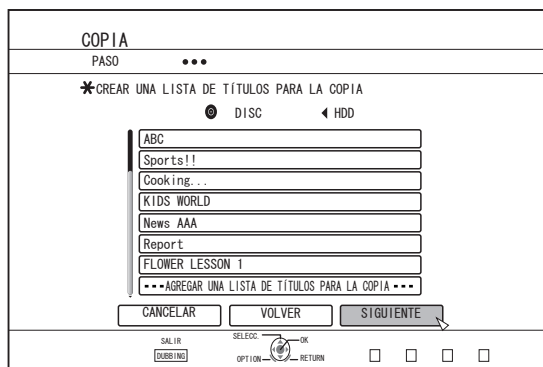 COPIA
PASO
CREAR UNA LISTA DE TÍTULOS PARA LA COPIA
DISC HDD
ABC
Sports!!
Cooking...
KIDS WORLD
News AAA
Report
FLOWER LESSON 1
---AGREGAR UNA LISTA DE TÍTULOS PARA LA COPIA---
CANCELAR VOLVER SIGUIENTE
SALIR SELECC. OK
DUBBING OPTION RETURN